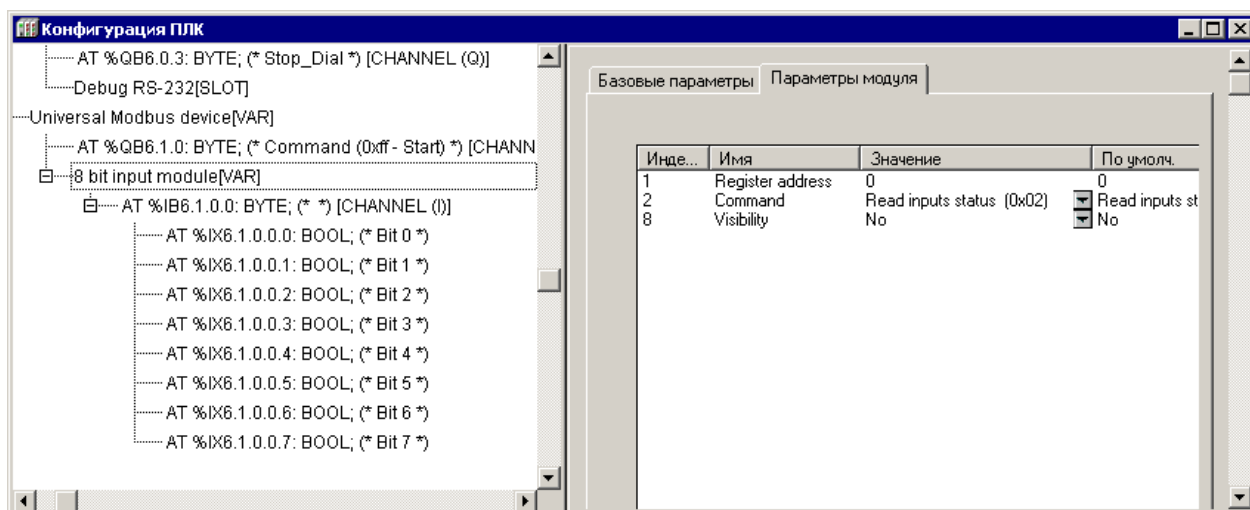 Конфигурация ПЛК
AT %QB6.0.3: BYTE; (* Stop_Dial *) [CHANNEL (Q)]
Debug RS-232[SLOT]
Universal Modbus device[VAR]
AT %QB6.1.0: BYTE; (* Command (0xff - Start) *) [CHANN
8 bit input module[VAR]
AT %IB6.1.0.0: BYTE; (* *) [CHANNEL (I)]
AT %IX6.1.0.0.0: BOOL; (* Bit 0 *)
AT %IX6.1.0.0.1: BOOL; (* Bit 1 *)
AT %IX6.1.0.0.2: BOOL; (* Bit 2 *)
AT %IX6.1.0.0.3: BOOL; (* Bit 3 *)
AT %IX6.1.0.0.4: BOOL; (* Bit 4 *)
AT %IX6.1.0.0.5: BOOL; (* Bit 5 *)
AT %IX6.1.0.0.6: BOOL; (* Bit 6 *)
AT %IX6.1.0.0.7: BOOL; (* Bit 7 *)
Базовые параметры Параметры модуля
Инде... Имя Значение По умолч.
1 Register address 0 0
2 Command Read inputs status (0x02) Read inputs st
8 Visibility No No